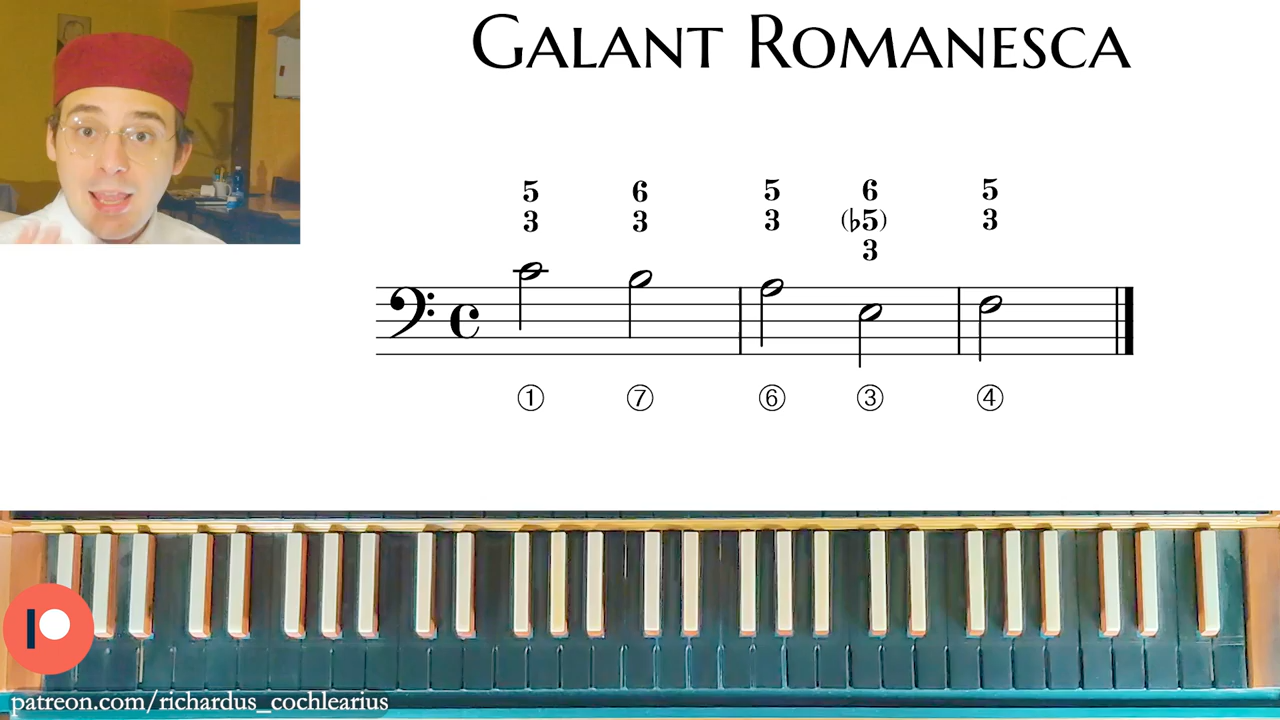 GALANT ROMANESCA
5 6 5 6 5
3 3 3 (♭5) 3
3
① ⑦ ⑥ ③ ④
patreon.com/richardus_cochlearius